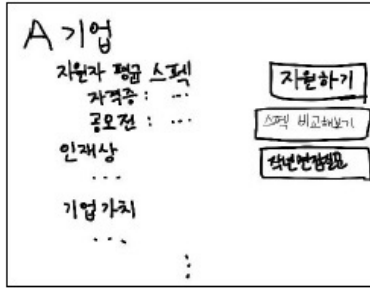 A 기업
지원자 평균 스펙
자격증 : ...
공모전 : ...
인재상
...
기업가치
...
지원하기
스펙 비교해보기
작년면접질문